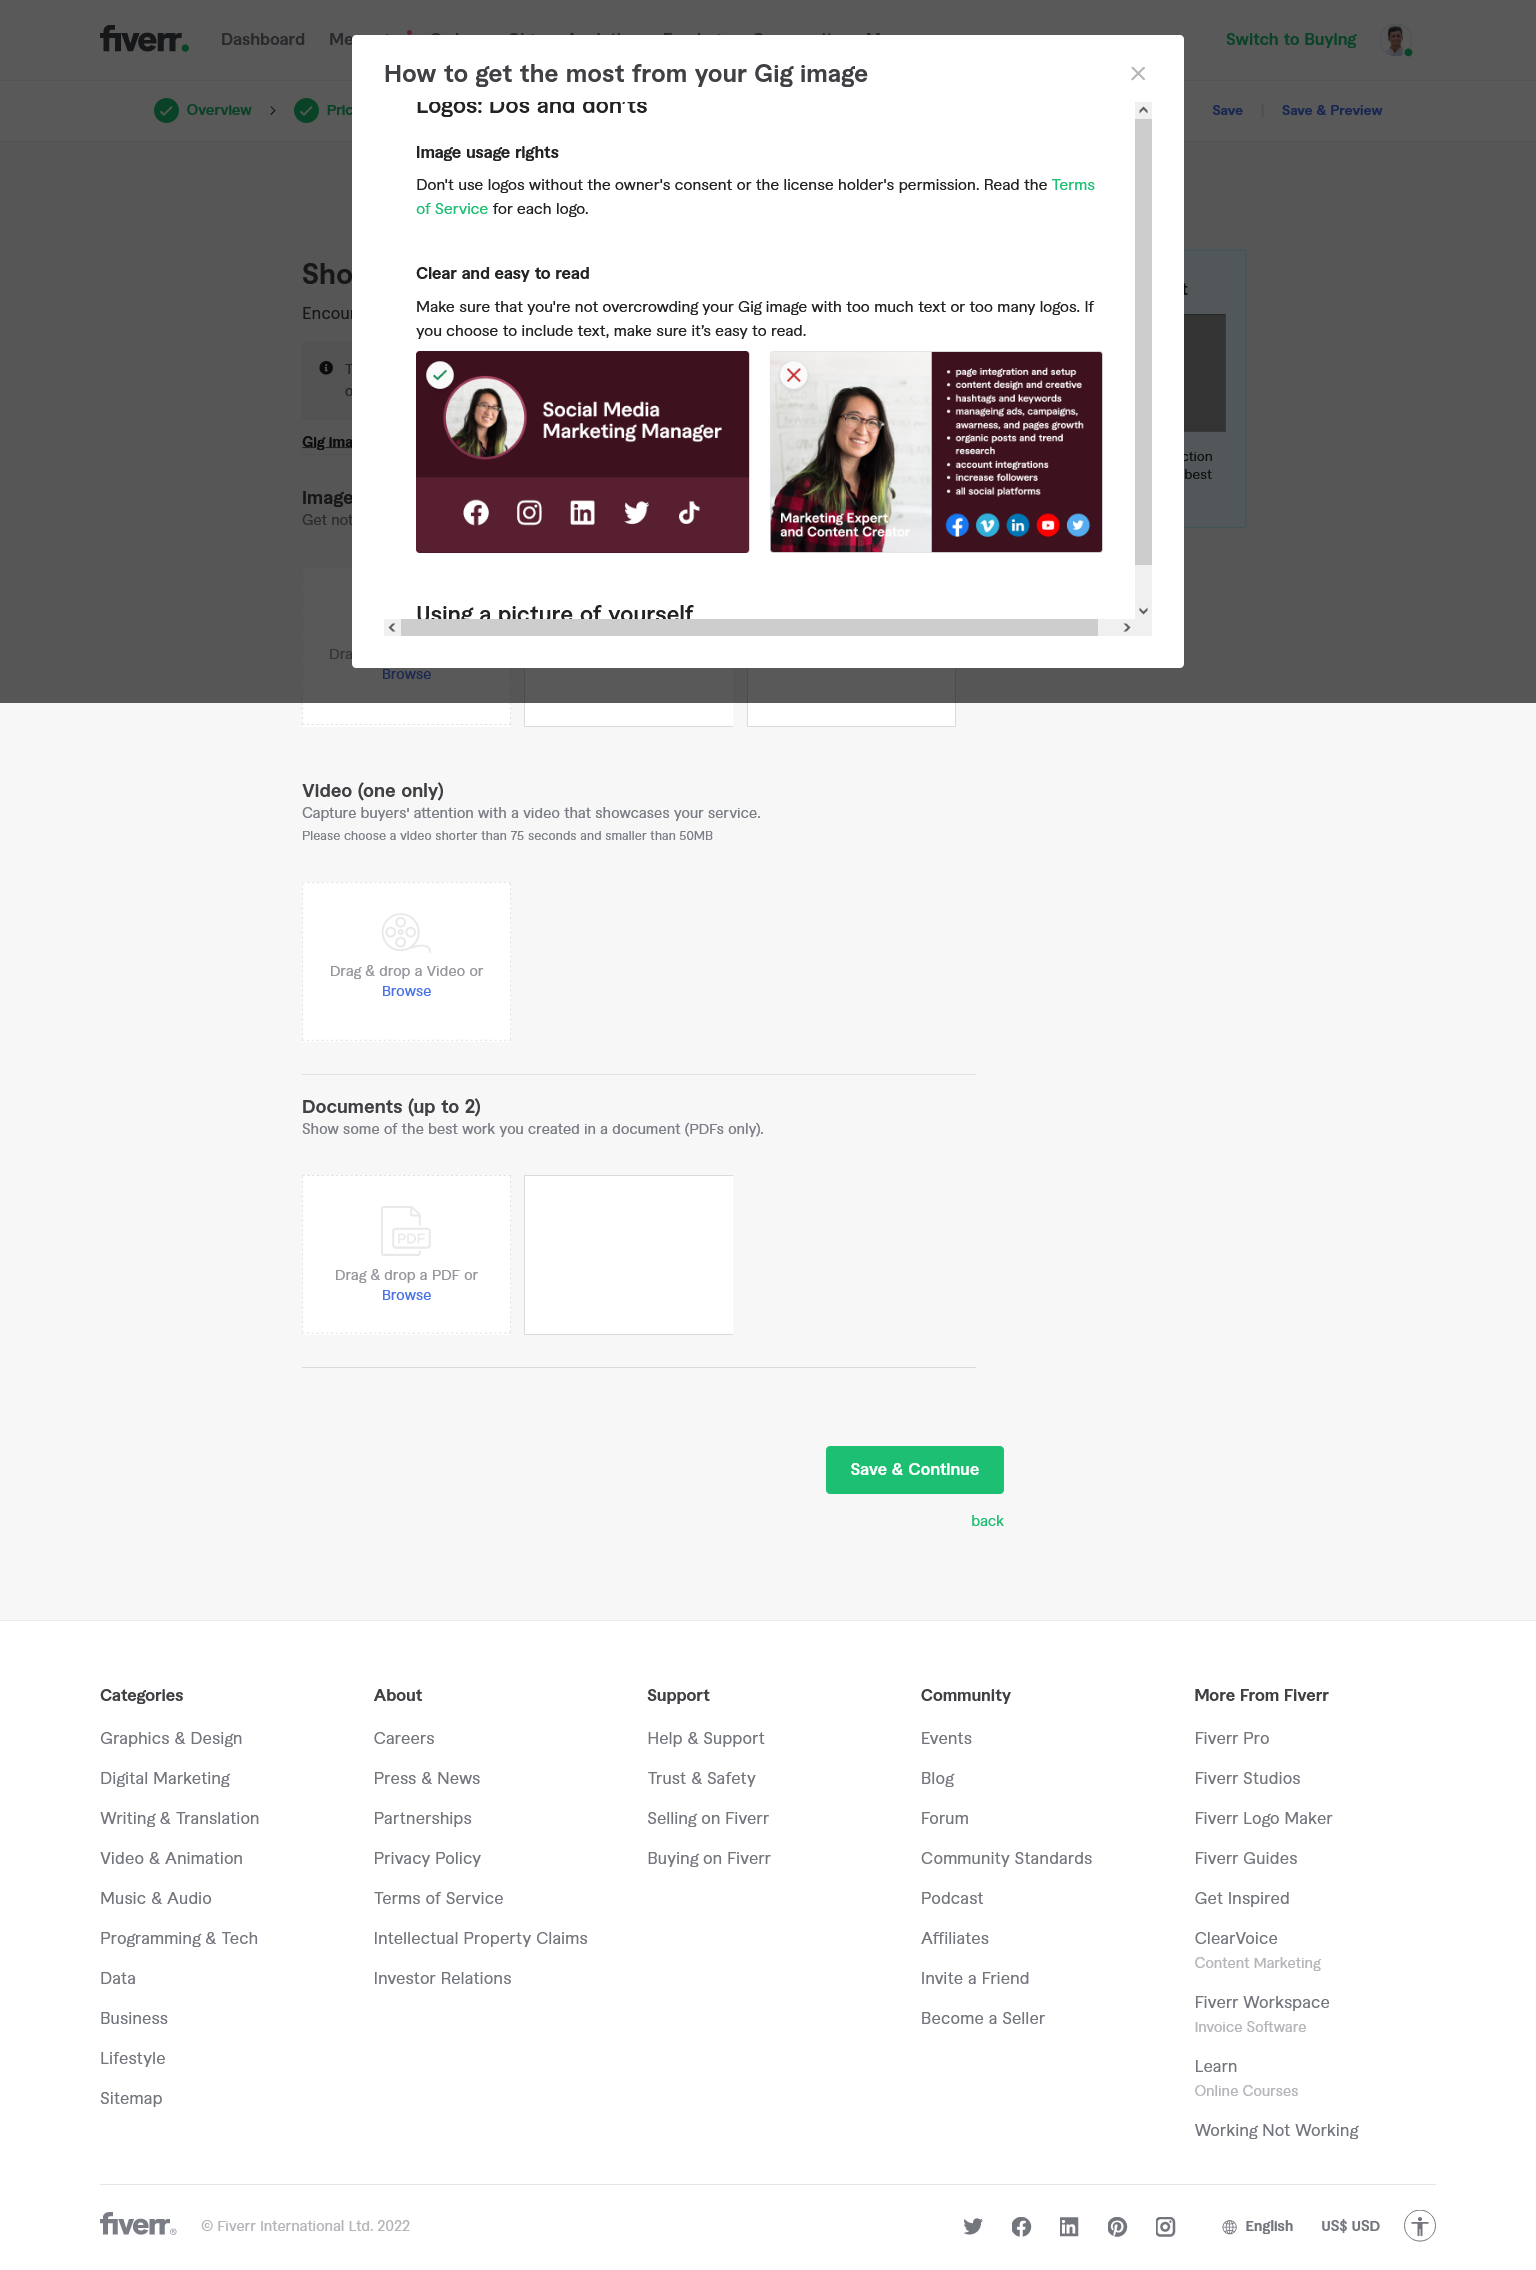 fiverr.
Dashboard
Switch to Buying
Overview
Save
Save & Preview
How to get the most from your Gig image
Logos: Dos and don'ts
Image usage rights
Don't use logos without the owner's consent or the license holder's permission. Read the Terms
of Service for each logo.
Clear and easy to read
Make sure that you're not overcrowding your Gig image with too much text or too many logos. If
you choose to include text, make sure it's easy to read.
Social Media
Marketing Manager
Marketing Expert
and Content Creator
• page integration and setup
• content design and creative
• hashtags and keywords
• manageing ads, campaigns,
awarness, and pages growth
• organic posts and trend
research
• account integrations
• increase followers
• all social platforms
Using a picture of yourself
Image
Get not
best
Browse
Video (one only)
Capture buyers' attention with a video that showcases your service.
Please choose a video shorter than 75 seconds and smaller than 50MB
Drag & drop a Video or
Browse
Documents (up to 2)
Show some of the best work you created in a document (PDFs only).
PDF
Drag & drop a PDF or
Browse
Save & Continue
back
Categories
Graphics & Design
Digital Marketing
Writing & Translation
Video & Animation
Music & Audio
Programming & Tech
Data
Business
Lifestyle
Sitemap
About
Careers
Press & News
Partnerships
Privacy Policy
Terms of Service
Intellectual Property Claims
Investor Relations
Support
Help & Support
Trust & Safety
Selling on Fiverr
Buying on Fiverr
Community
Events
Blog
Forum
Community Standards
Podcast
Affiliates
Invite a Friend
Become a Seller
More From Fiverr
Fiverr Pro
Fiverr Studios
Fiverr Logo Maker
Fiverr Guides
Get Inspired
ClearVoice
Content Marketing
Fiverr Workspace
Invoice Software
Learn
Online Courses
Working Not Working
fiverr®
© Fiverr International Ltd. 2022
English
US$ USD